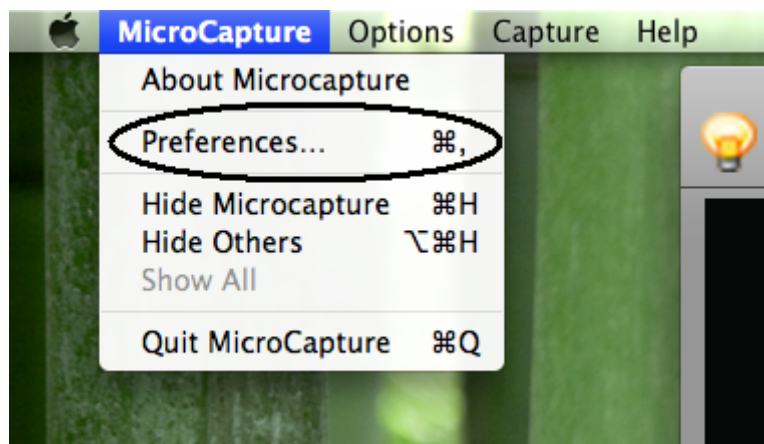 MicroCapture Options Capture Help
About Microcapture
Preferences... ⌘,
Hide Microcapture ⌘H
Hide Others ⌥⌘H
Show All
Quit MicroCapture ⌘Q